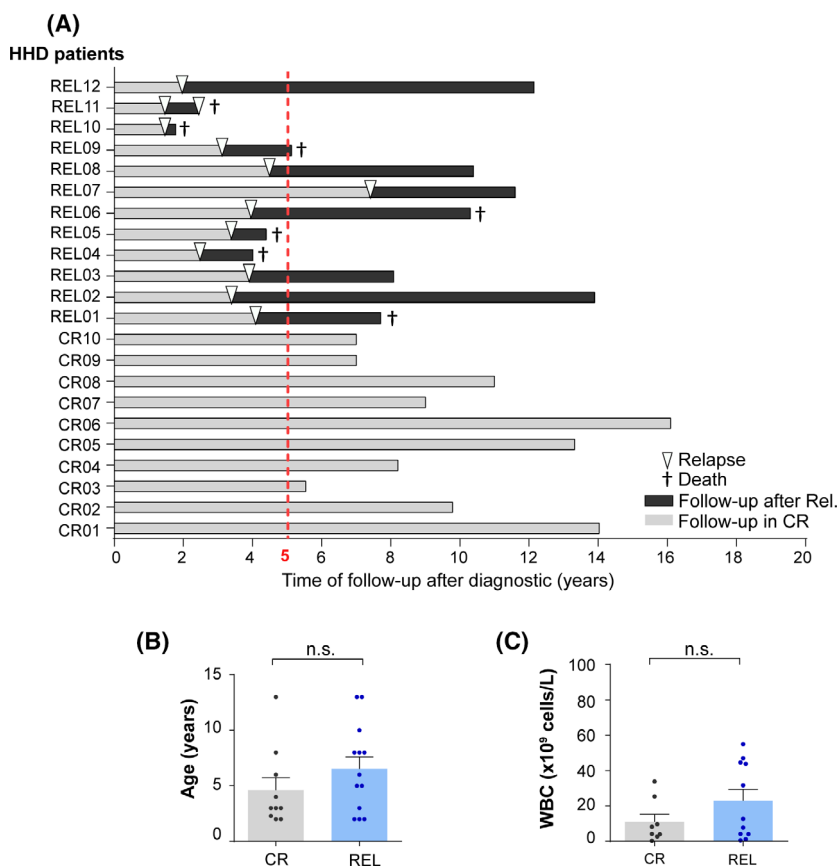 (A)
HHD patients
REL12
REL11 †
REL10 †
REL09 †
REL08
REL07
REL06 †
REL05 †
REL04 †
REL03
REL02
REL01 †
CR10
CR09
CR08
CR07
CR06
CR05
CR04
CR03
CR02
CR01
Relapse
† Death
Follow-up after Rel.
Follow-up in CR
0 2 4 5 6 8 10 12 14 16 18 20
Time of follow-up after diagnostic (years)
(B)
n.s.
Age (years)
15
10
5
0
CR REL
(C)
n.s.
WBC (x10⁹ cells/L)
100
80
60
40
20
0
CR REL